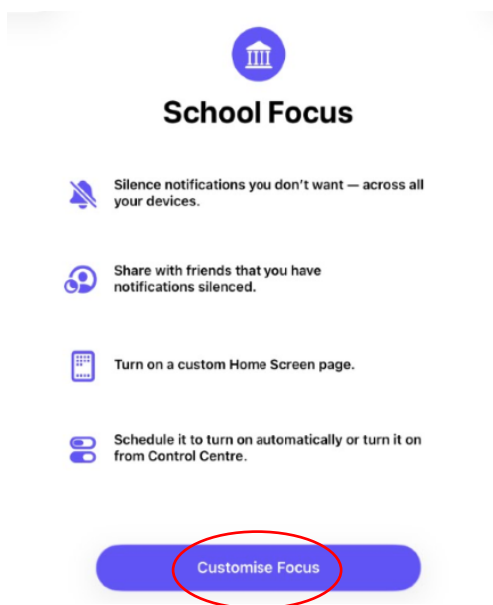 School Focus
Silence notifications you don't want — across all
your devices.
Share with friends that you have
notifications silenced.
Turn on a custom Home Screen page.
Schedule it to turn on automatically or turn it on
from Control Centre.
Customise Focus